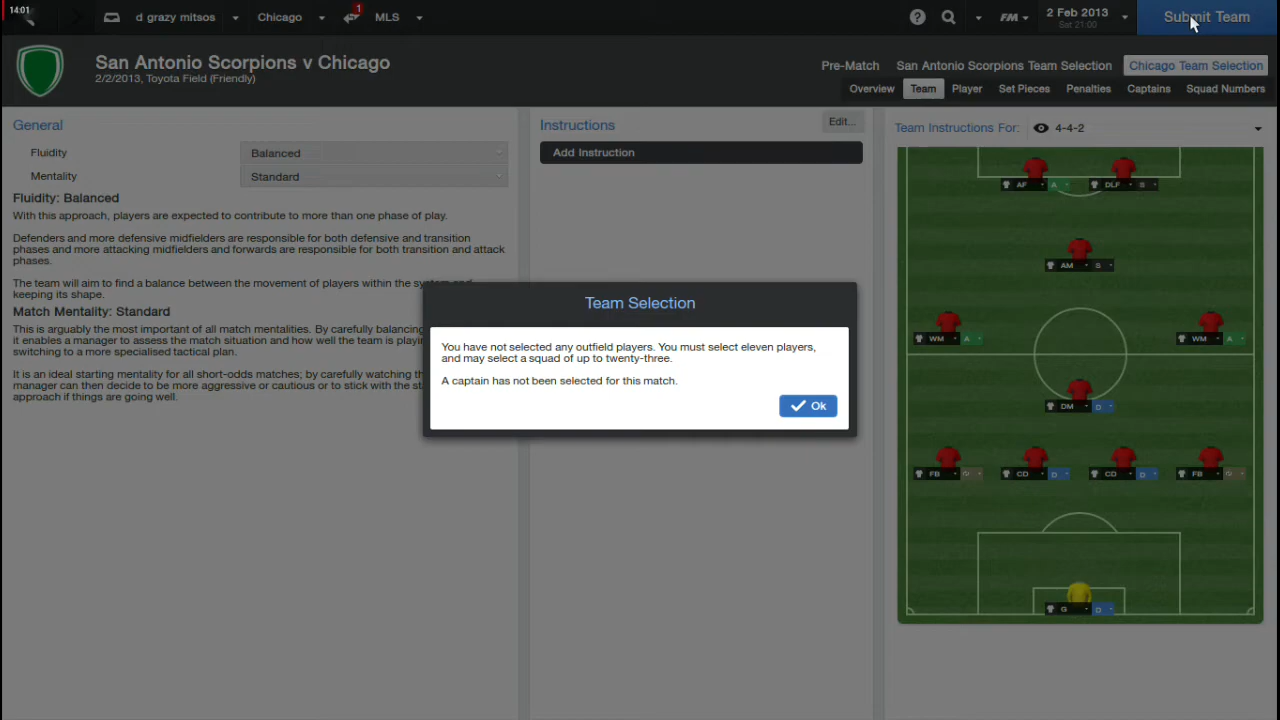 14:01
d grazy mitsos
Chicago
1
MLS
FM
2 Feb 2013
Sat 21:00
Submit Team
San Antonio Scorpions v Chicago
2/2/2013, Toyota Field (Friendly)
Pre-Match
San Antonio Scorpions Team Selection
Chicago Team Selection
Overview
Team
Player
Set Pieces
Penalties
Captains
Squad Numbers
General
Fluidity
Balanced
Mentality
Standard
Fluidity: Balanced
With this approach, players are expected to contribute to more than one phase of play.
Defenders and more defensive midfielders are responsible for both defensive and transition
phases and more attacking midfielders and forwards are responsible for both transition and attack
phases.
The team will aim to find a balance between the movement of players within the system and
keeping its shape.
Match Mentality: Standard
This is arguably the most important of all match mentalities. By carefully balancing
it enables a manager to assess the match situation and how well the team is playin
switching to a more specialised tactical plan.
It is an ideal starting mentality for all short-odds matches; by carefully watching th
manager can then decide to be more aggressive or cautious or to stick with the st
approach if things are going well.
Instructions
Edit...
Add Instruction
Team Selection
You have not selected any outfield players. You must select eleven players,
and may select a squad of up to twenty-three.
A captain has not been selected for this match.
Ok
Team Instructions For:
4-4-2
AF A
DLF S
AM S
WM A
WM A
DM D
FB
CD D
CD D
FB
G D